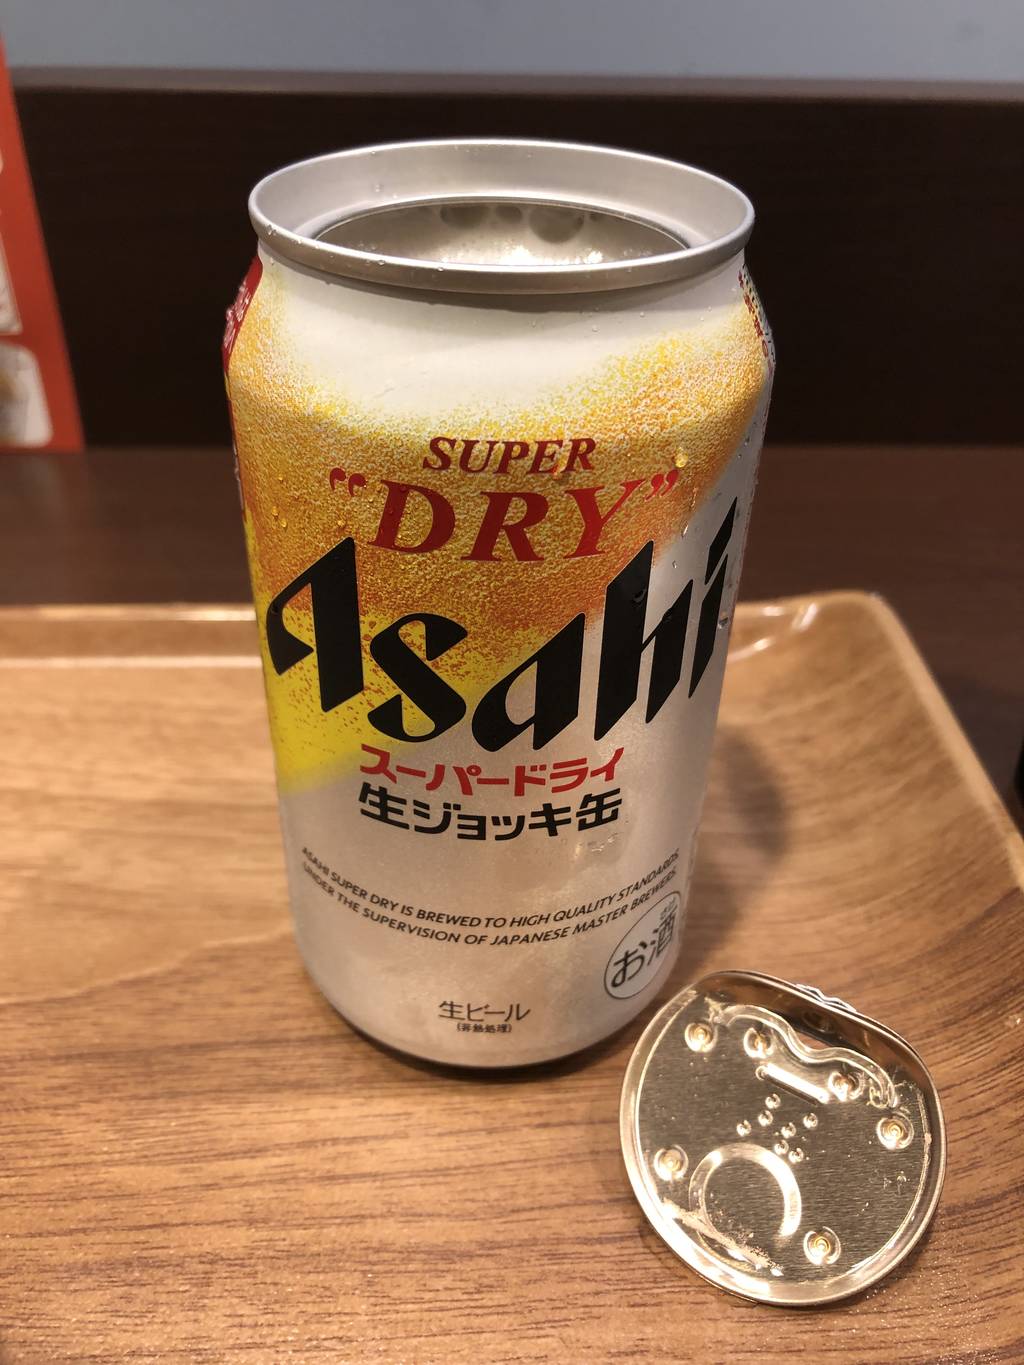 SUPER
"DRY"
Asahi
スーパードライ
生ジョッキ缶
ASAHI SUPER DRY IS BREWED TO HIGH QUALITY STANDARDS
UNDER THE SUPERVISION OF JAPANESE MASTER BREWERS
お酒
生ビール
(非熱処理)